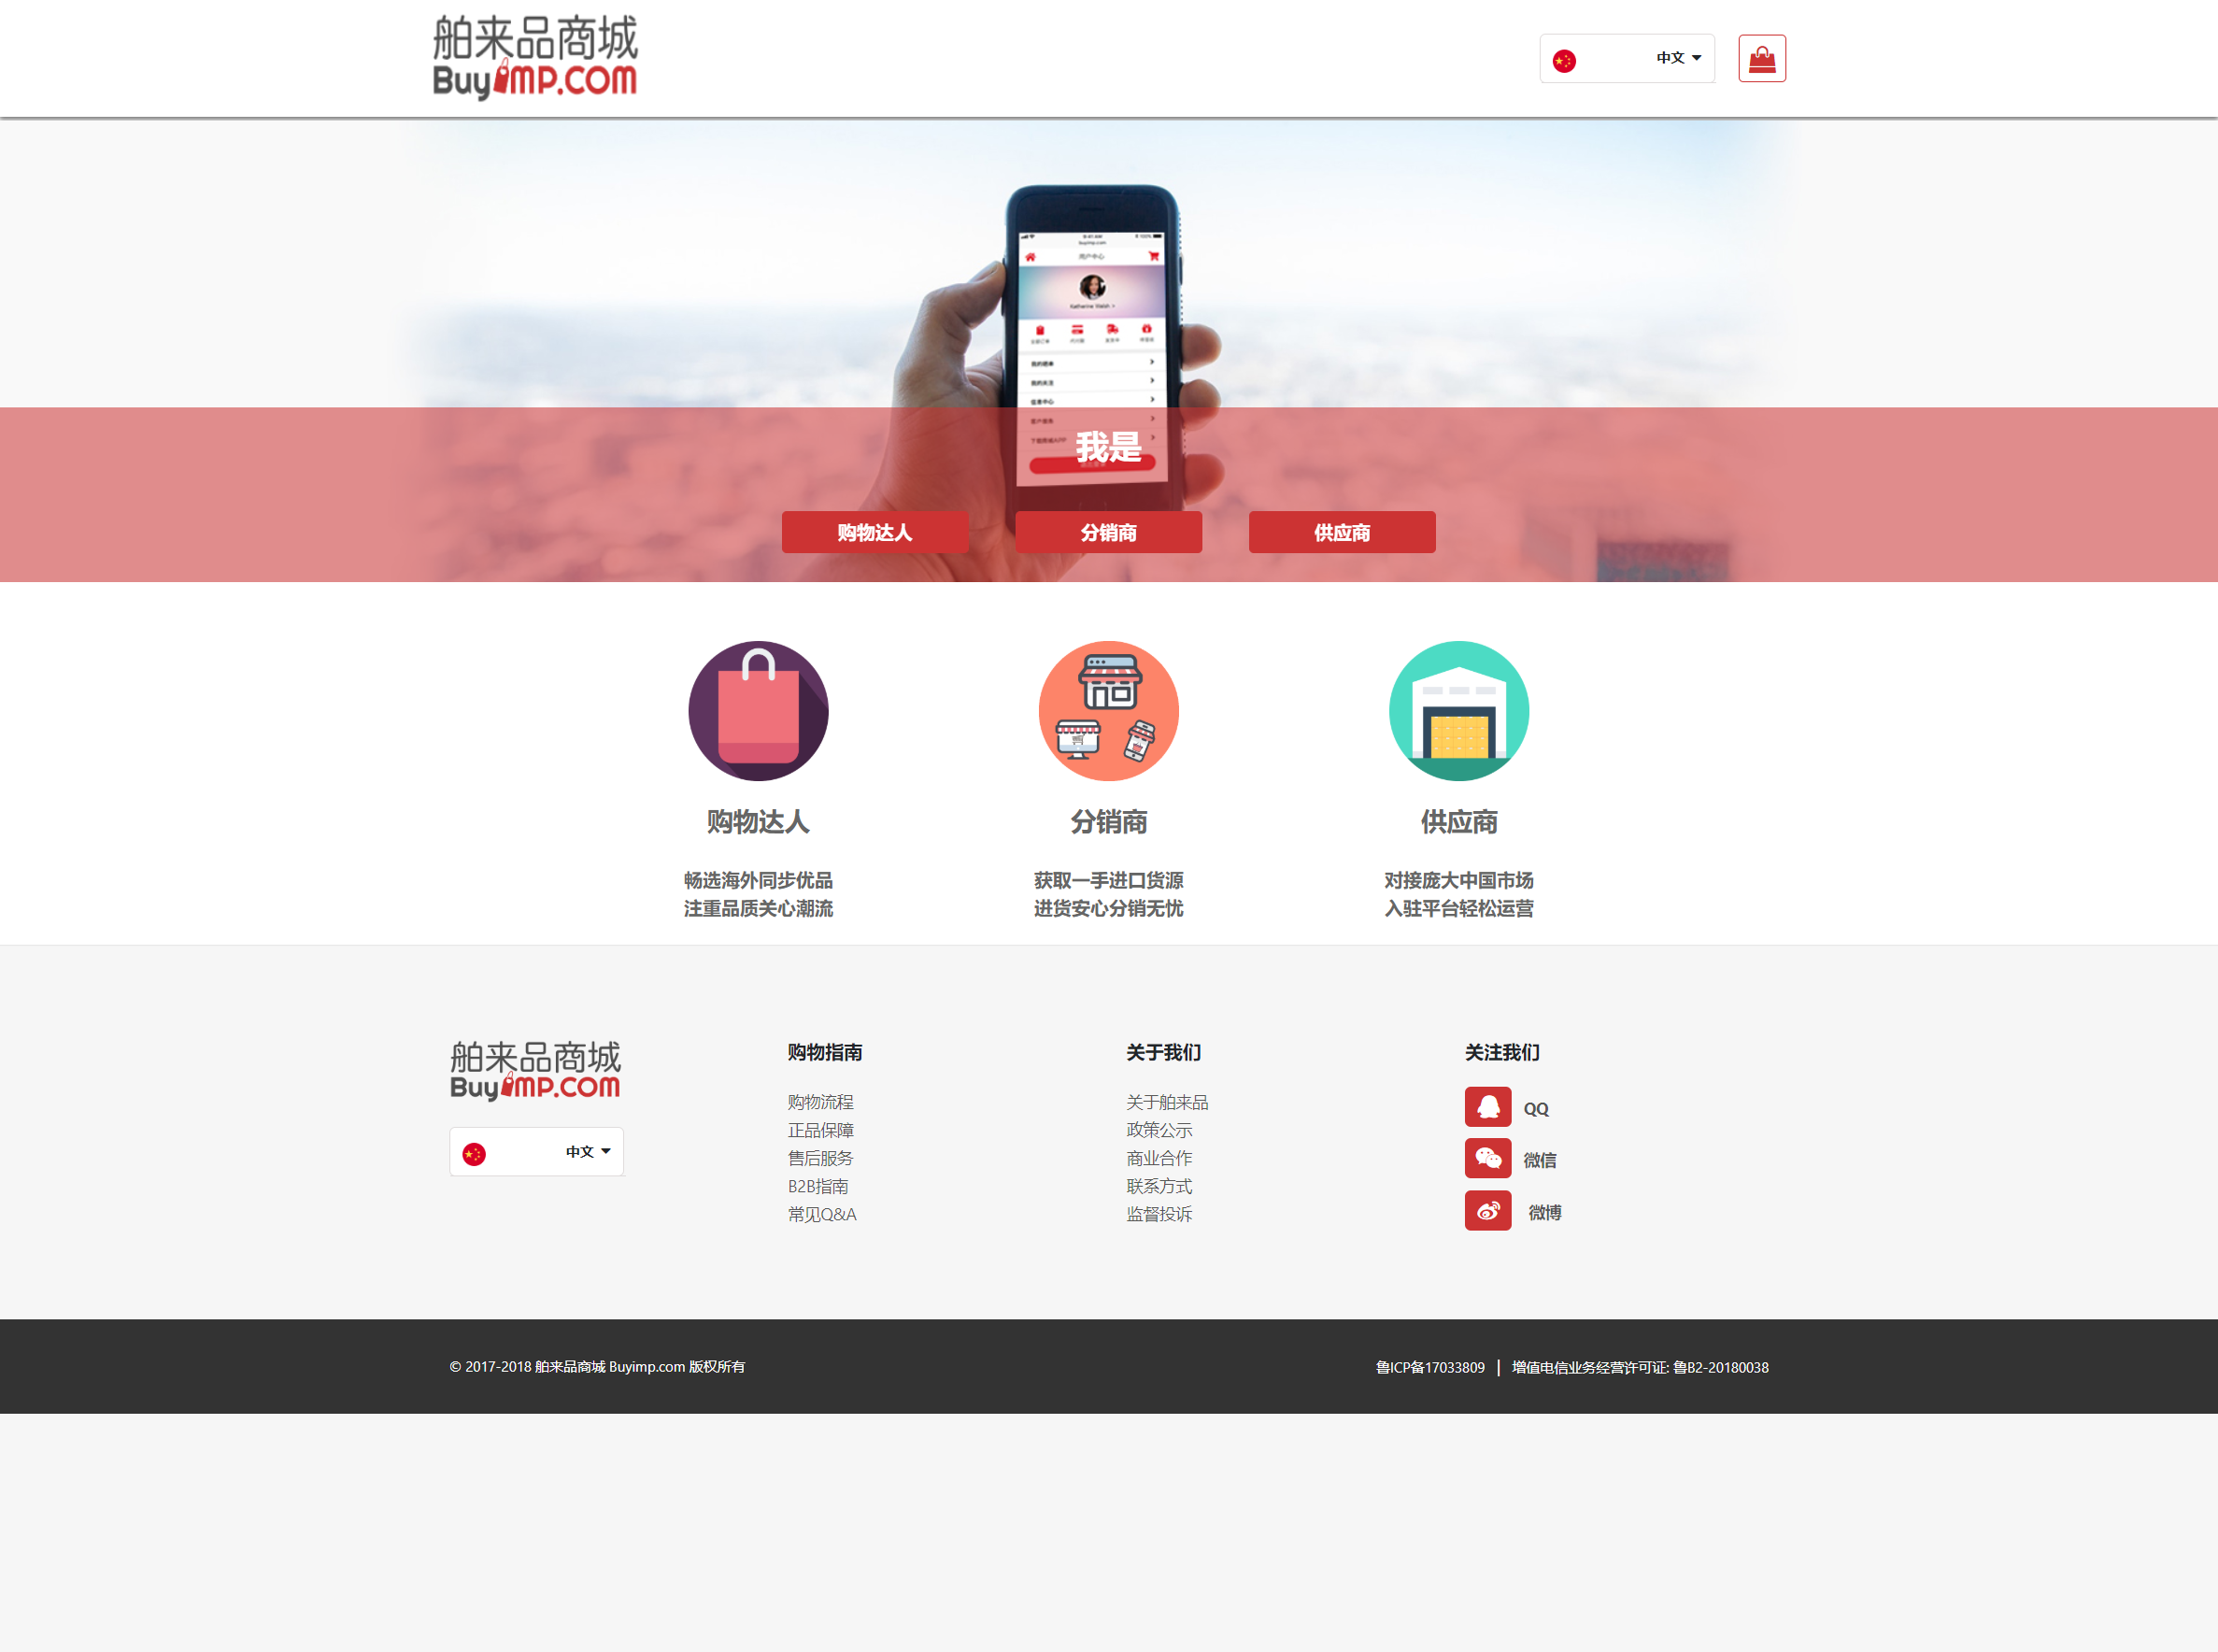 舶来品商城
BuyimP.COM
中文
buyimp.com
用户中心
Katherine Walsh
我是
购物达人
分销商
供应商
购物达人
分销商
供应商
畅选海外同步优品
注重品质关心潮流
获取一手进口货源
进货安心分销无忧
对接庞大中国市场
入驻平台轻松运营
舶来品商城
BuyimP.COM
中文
购物指南
购物流程
正品保障
售后服务
B2B指南
常见Q&A
关于我们
关于舶来品
政策公示
商业合作
联系方式
监督投诉
关注我们
QQ
微信
微博
© 2017-2018 舶来品商城 Buyimp.com 版权所有
鲁ICP备17033809 | 增值电信业务经营许可证: 鲁B2-20180038